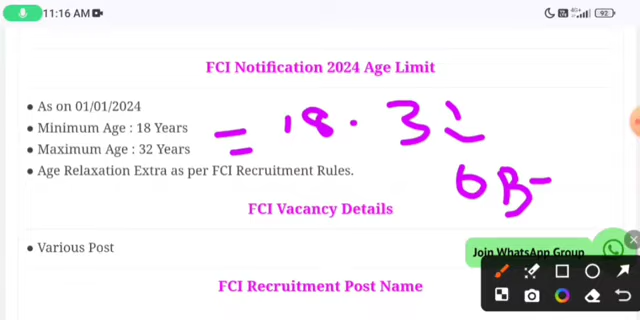 11:16 AM
92
FCI Notification 2024 Age Limit
• As on 01/01/2024
• Minimum Age : 18 Years
• Maximum Age : 32 Years
= 18.32
• Age Relaxation Extra as per FCI Recruitment Rules.
FCI Vacancy Details
• Various Post
Join WhatsApp Group
FCI Recruitment Post Name